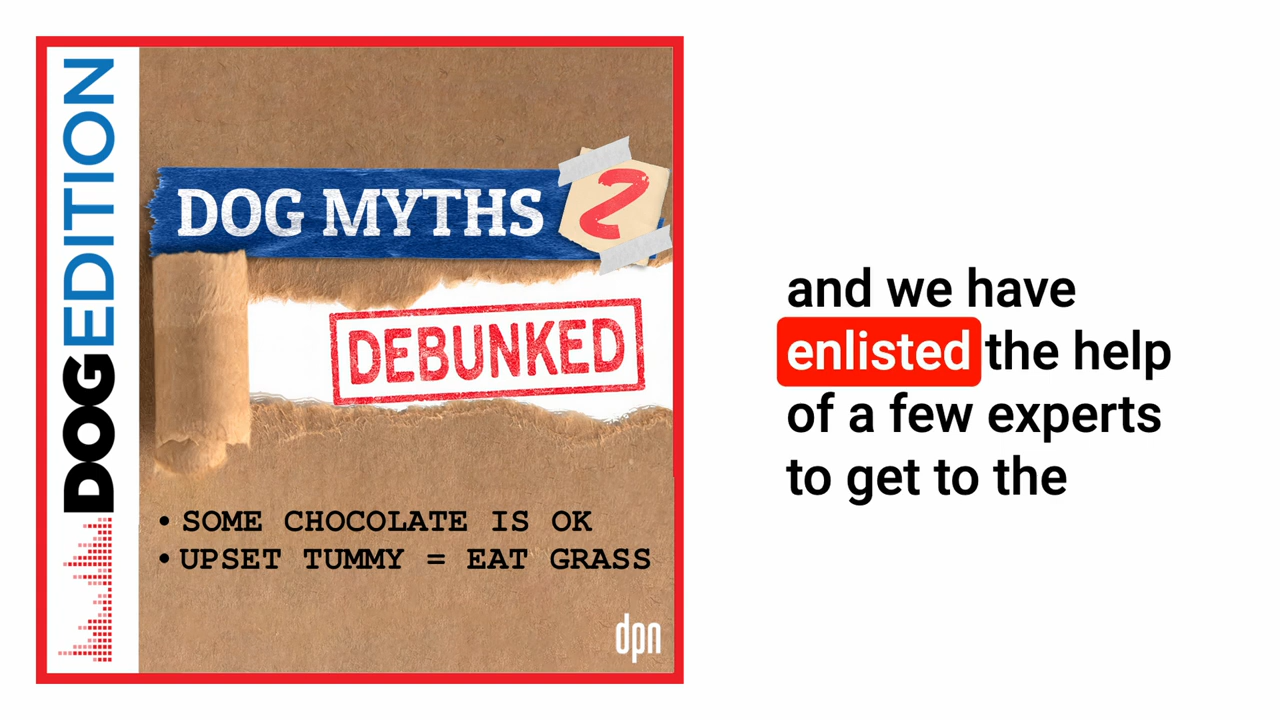 DOGEDITION
DOG MYTHS 2
DEBUNKED
• SOME CHOCOLATE IS OK
• UPSET TUMMY = EAT GRASS
dpn
and we have
enlisted the help
of a few experts
to get to the